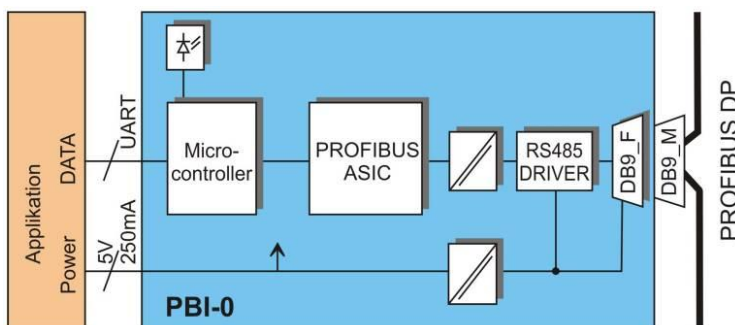 Applikation
DATA
Power
UART
5V
250mA
Micro-
controller
PROFIBUS
ASIC
RS485
DRIVER
DB9_F
DB9_M
PROFIBUS DP
PBI-0